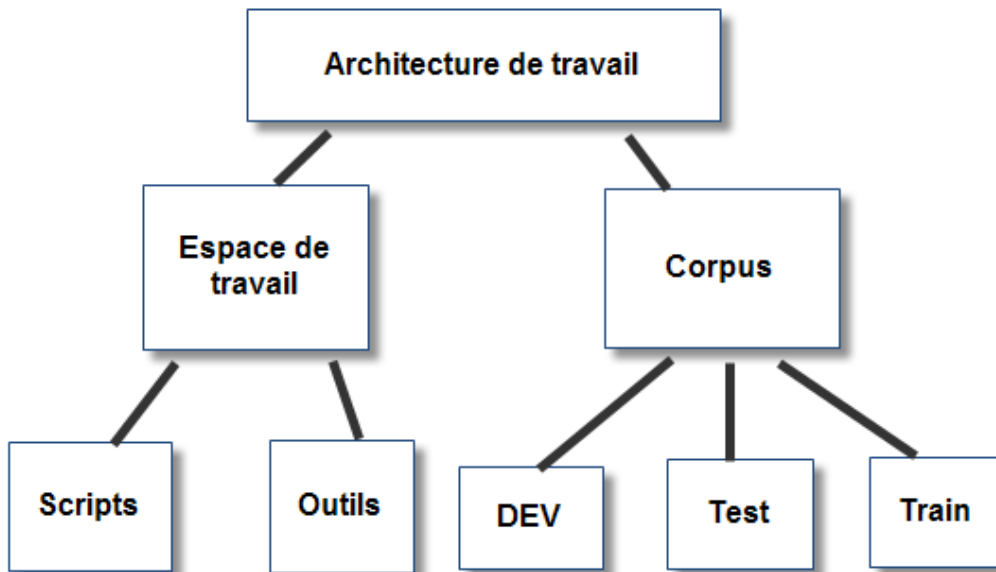 Architecture de travail
Espace de
travail
Corpus
Scripts
Outils
DEV
Test
Train